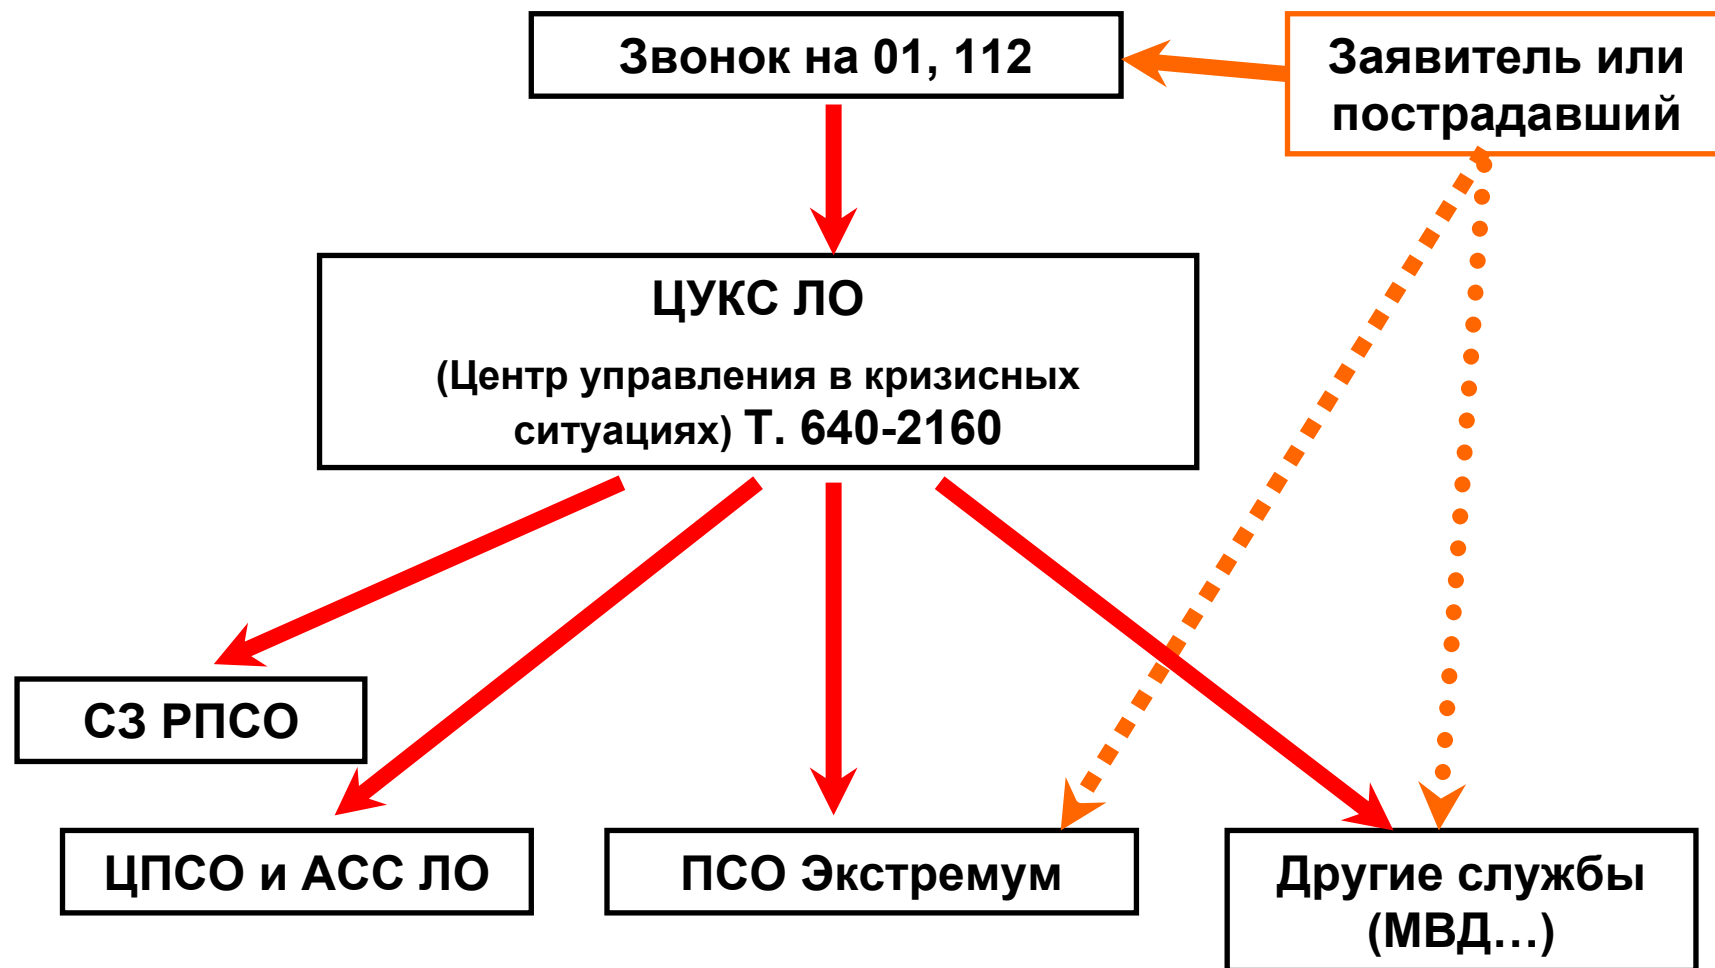 Звонок на 01, 112
Заявитель или
пострадавший
ЦУКС ЛО
(Центр управления в кризисных
ситуациях) Т. 640-2160
СЗ РПСО
ЦПСО и АСС ЛО
ПСО Экстремум
Другие службы
(МВД…)